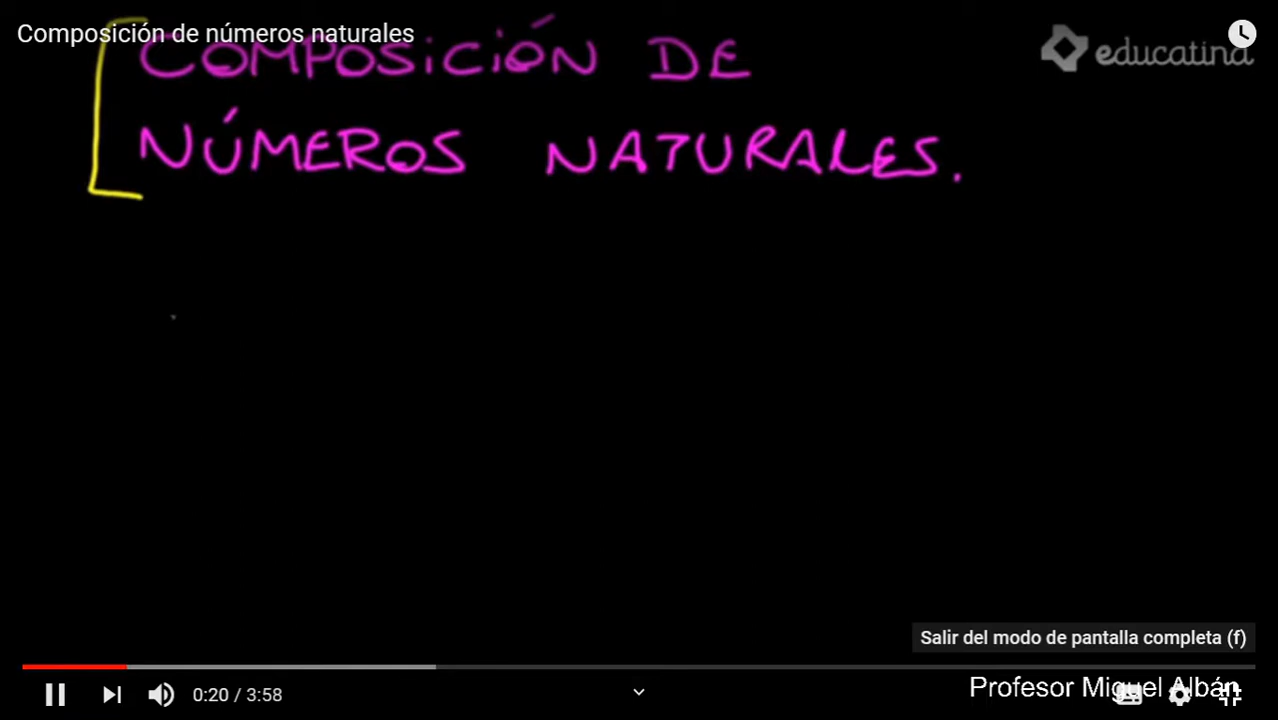 Composición de números naturales
educatina
COMPOSICIÓN DE
NÚMEROS NATURALES.
Salir del modo de pantalla completa (f)
0:20 / 3:58
Profesor Miguel Albán